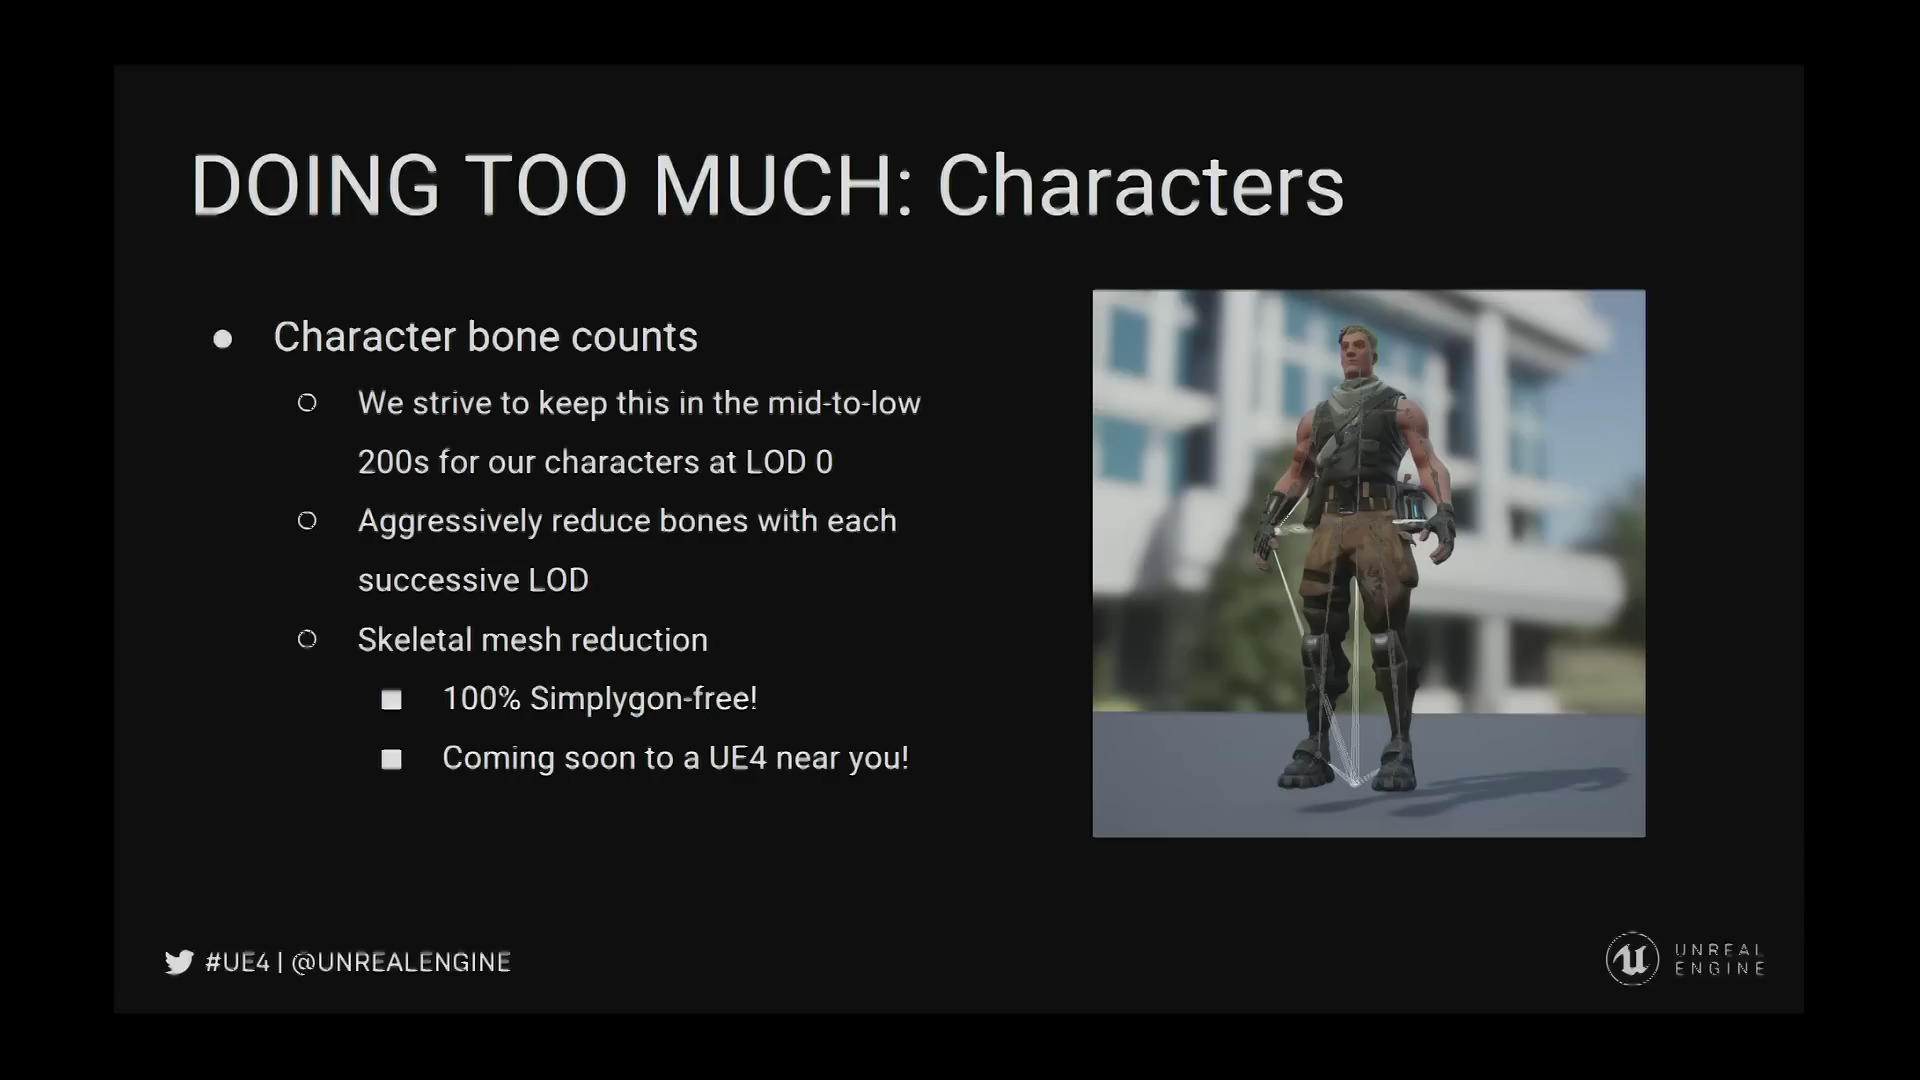 DOING TOO MUCH: Characters
● Character bone counts
○ We strive to keep this in the mid-to-low
200s for our characters at LOD 0
○ Aggressively reduce bones with each
successive LOD
○ Skeletal mesh reduction
■ 100% Simplygon-free!
■ Coming soon to a UE4 near you!
#UE4 | @UNREALENGINE
UNREAL
ENGINE